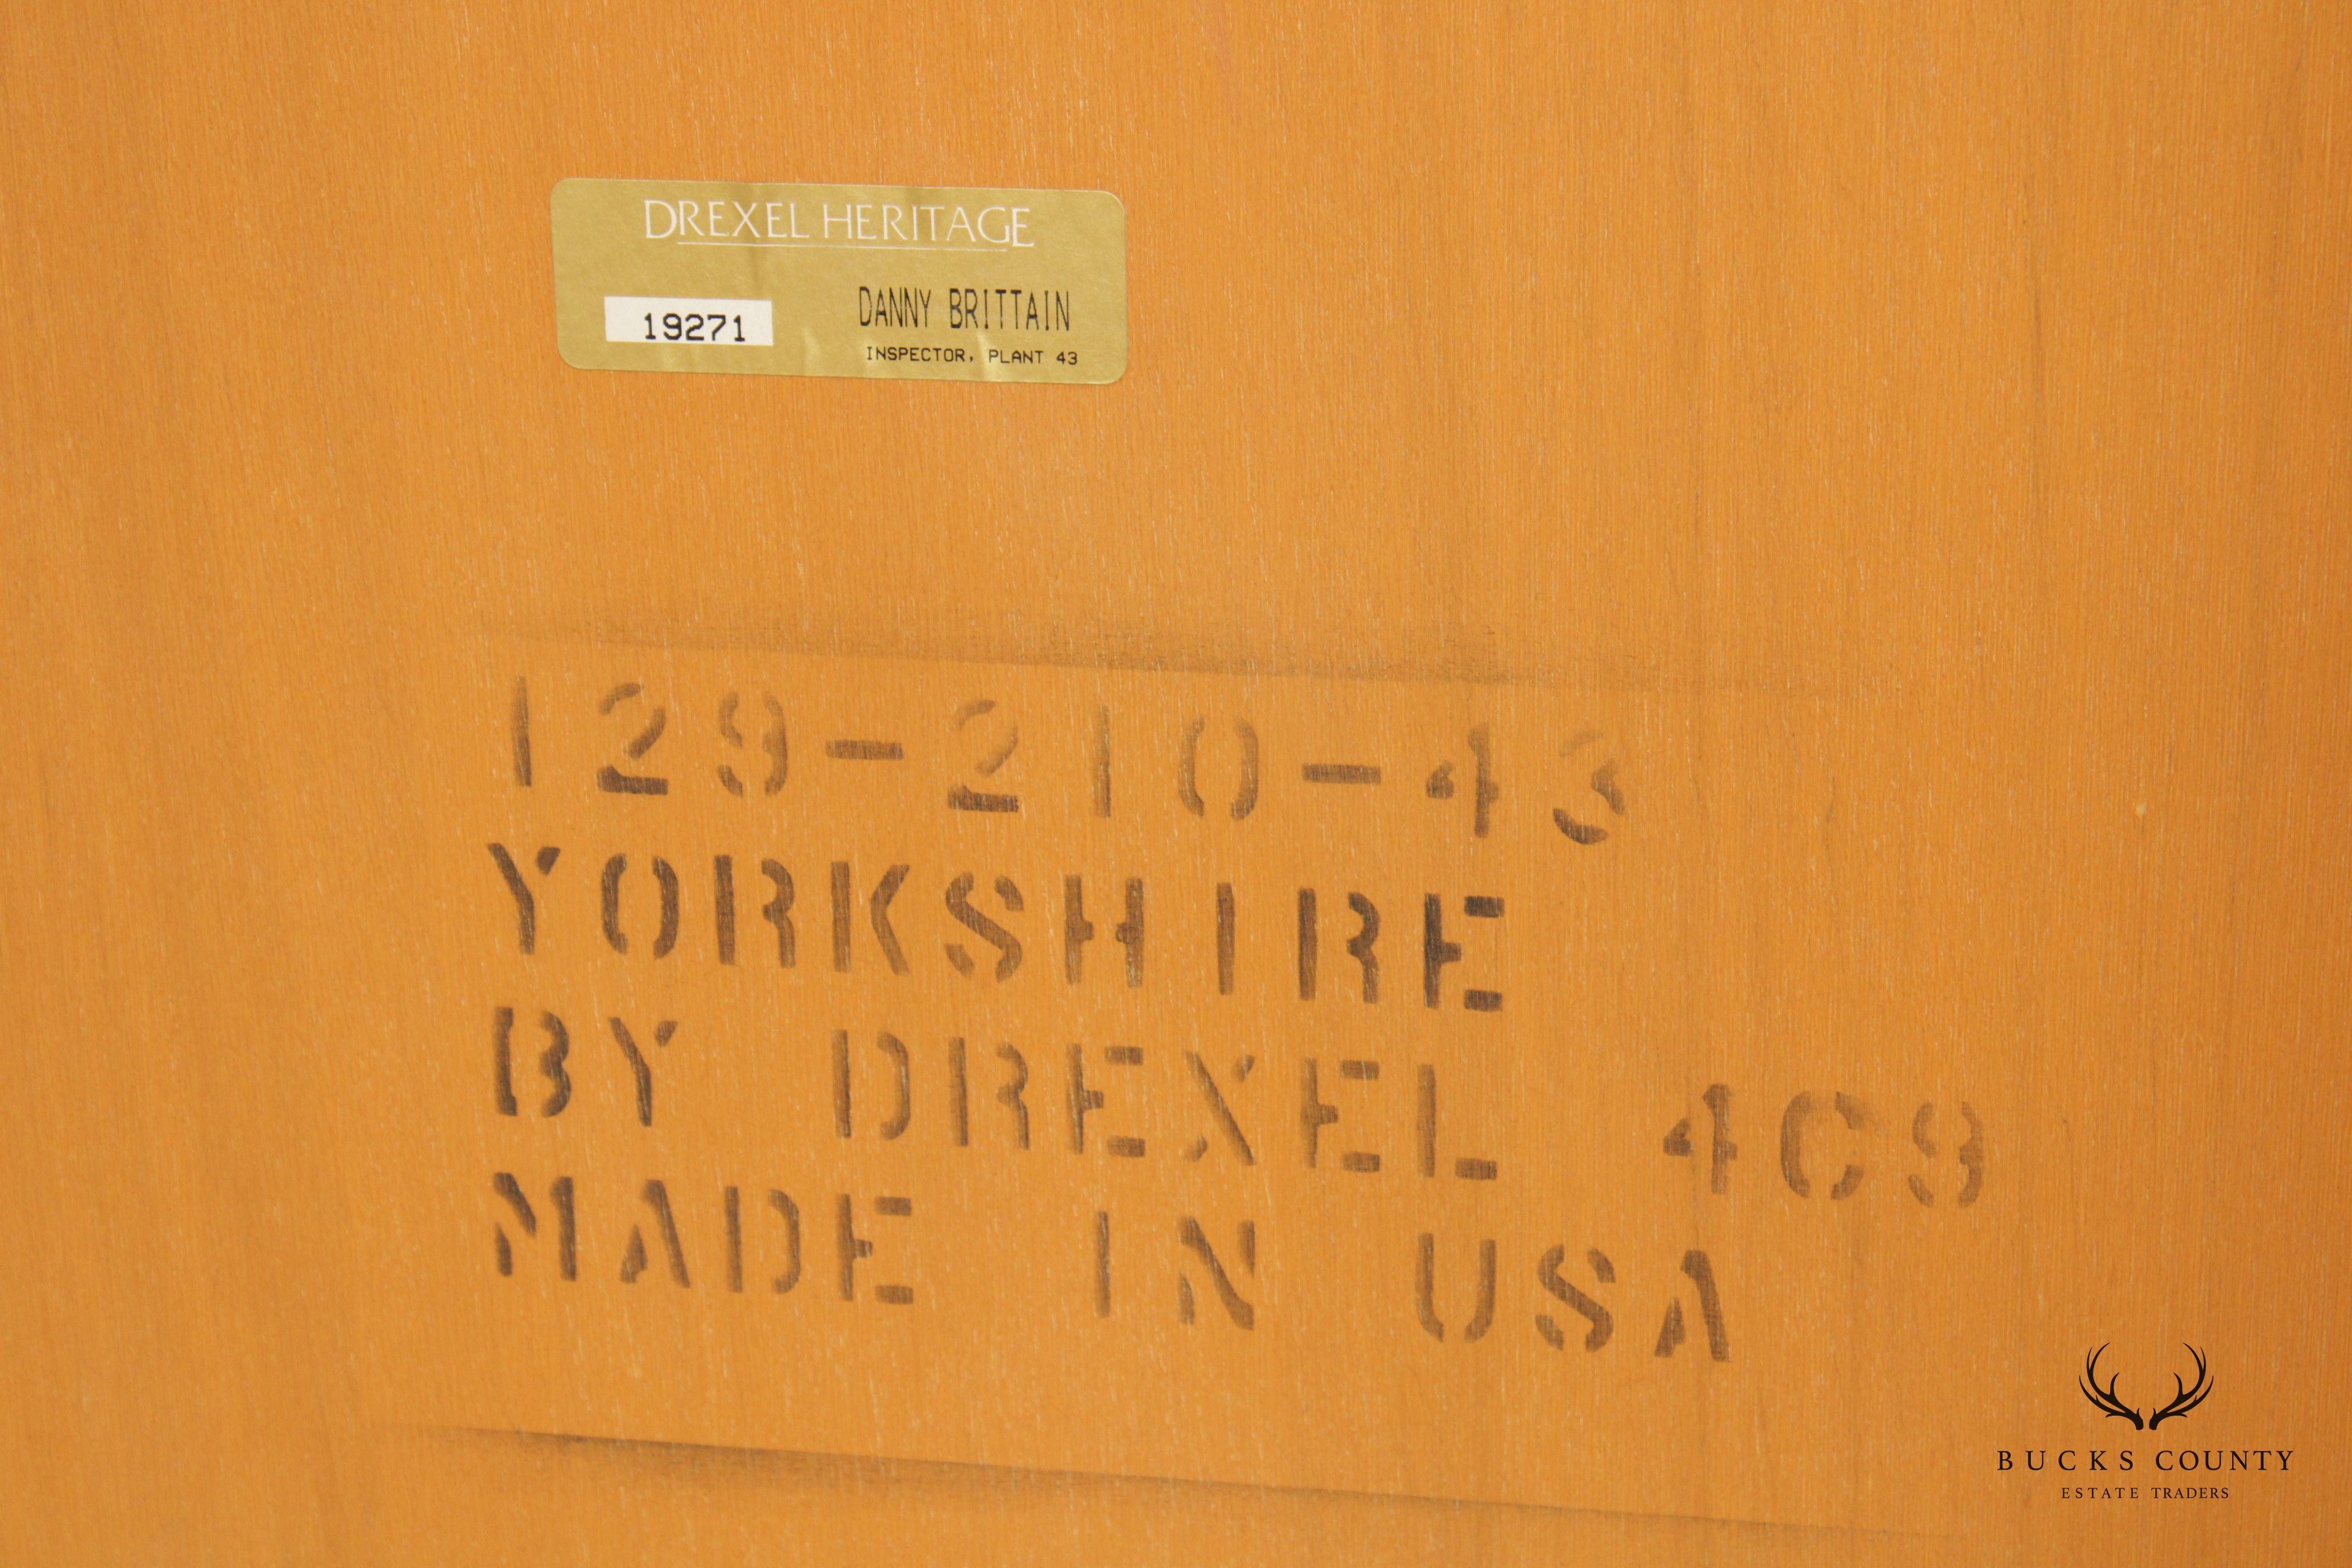 DREXEL HERITAGE
19271
DANNY BRITTAIN
INSPECTOR, PLANT 43
129-210-43
YORKSHIRE
BY DREXEL 4C9
MADE IN USA
BUCKS COUNTY
ESTATE TRADERS